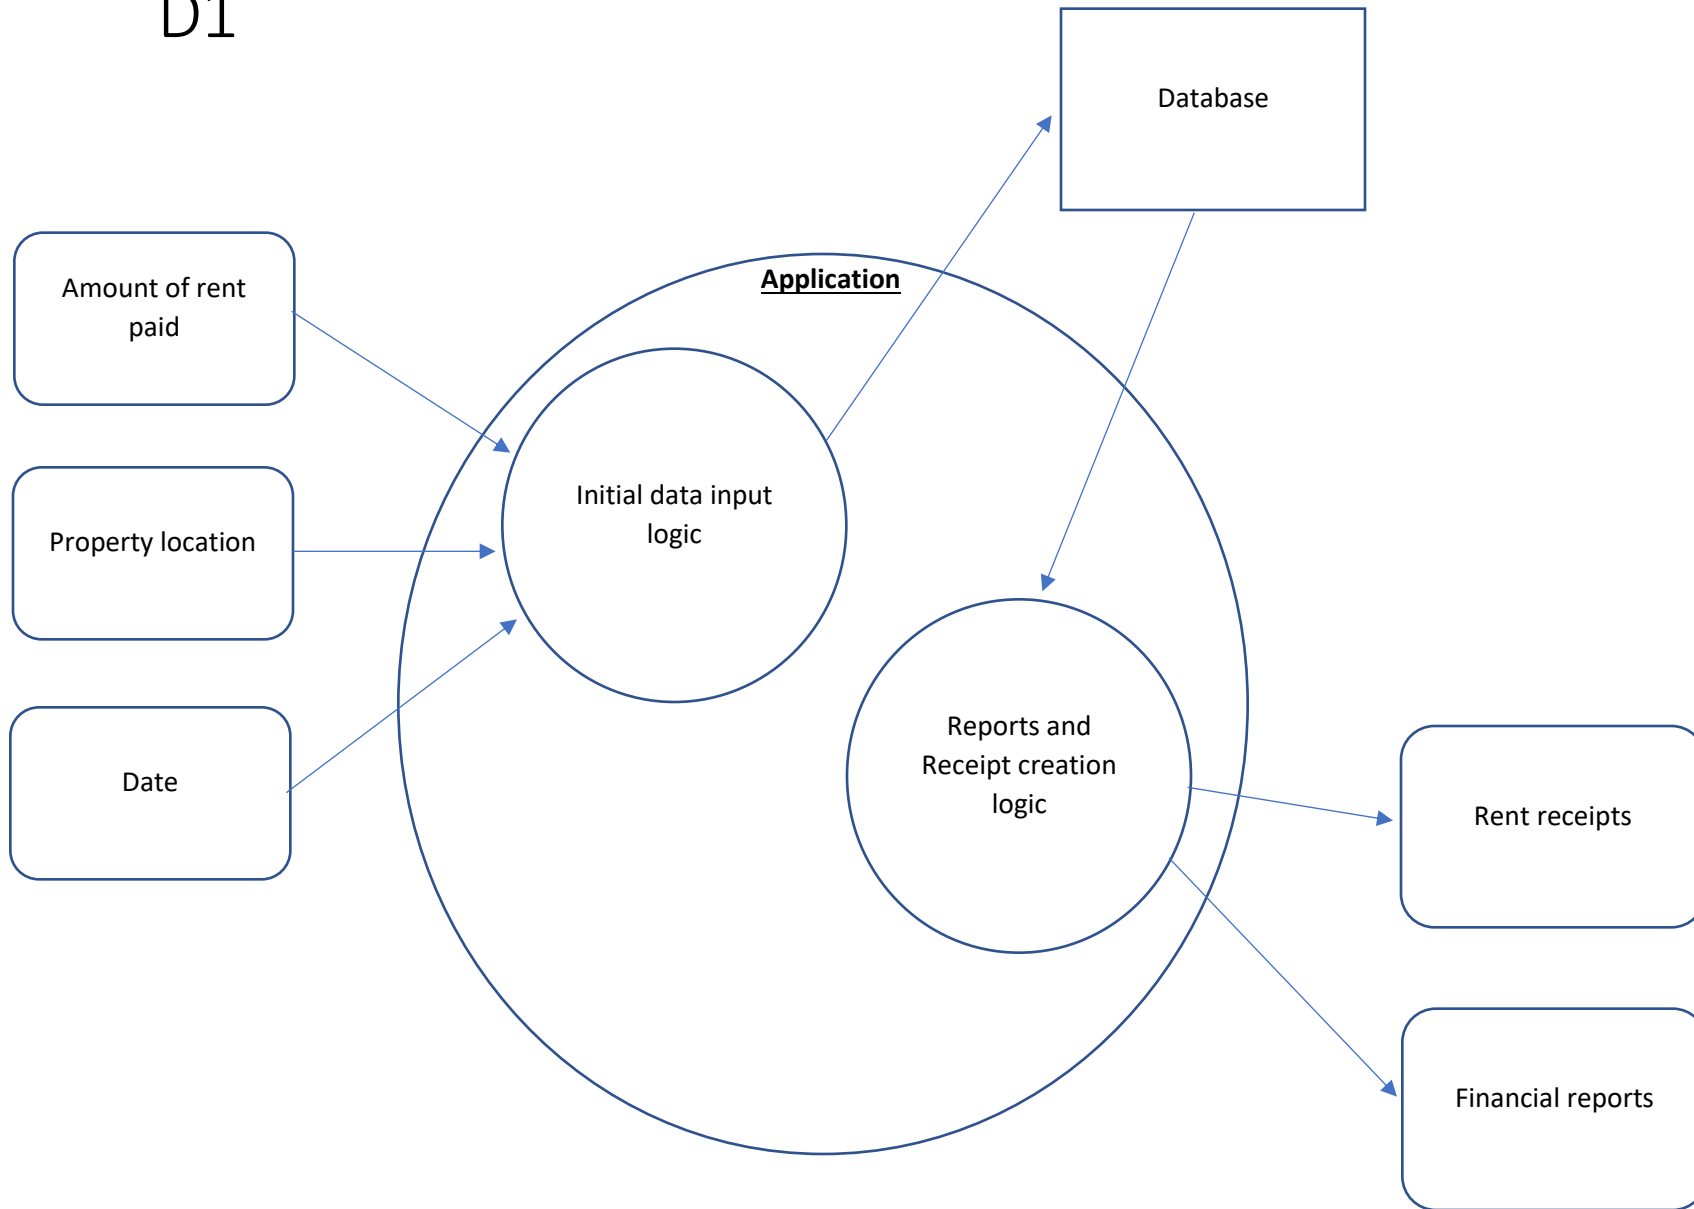 D1
Database
Application
Amount of rent
paid
Initial data input
logic
Property location
Date
Reports and
Receipt creation
logic
Rent receipts
Financial reports